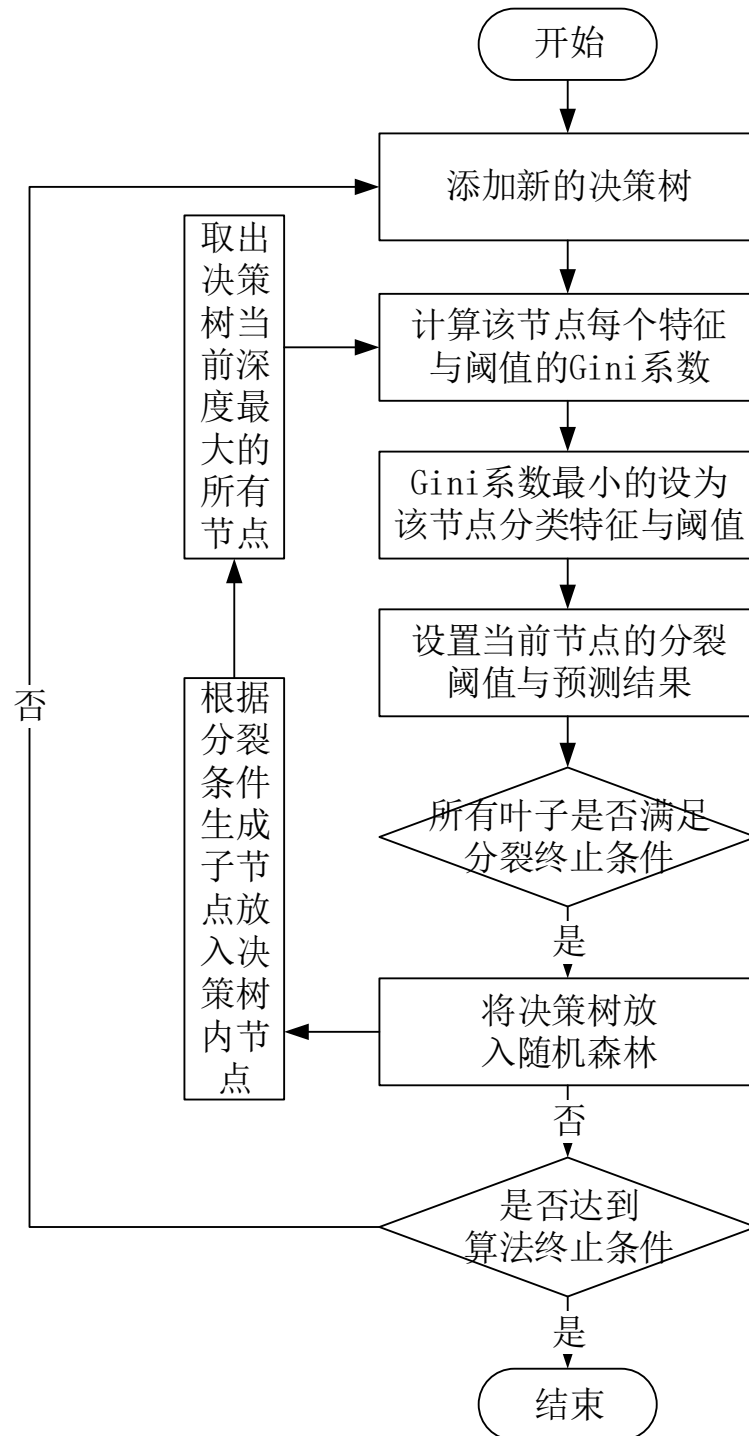 开始
添加新的决策树
取出
决策
树当
前深
度最
大的
所有
节点
计算该节点每个特征
与阈值的Gini系数
Gini系数最小的设为
该节点分类特征与阈值
设置当前节点的分裂
阈值与预测结果
否
根据
分裂
条件
生成
子节
点放
入决
策树
内节
点
所有叶子是否满足
分裂终止条件
是
将决策树放
入随机森林
否
是否达到
算法终止条件
是
结束